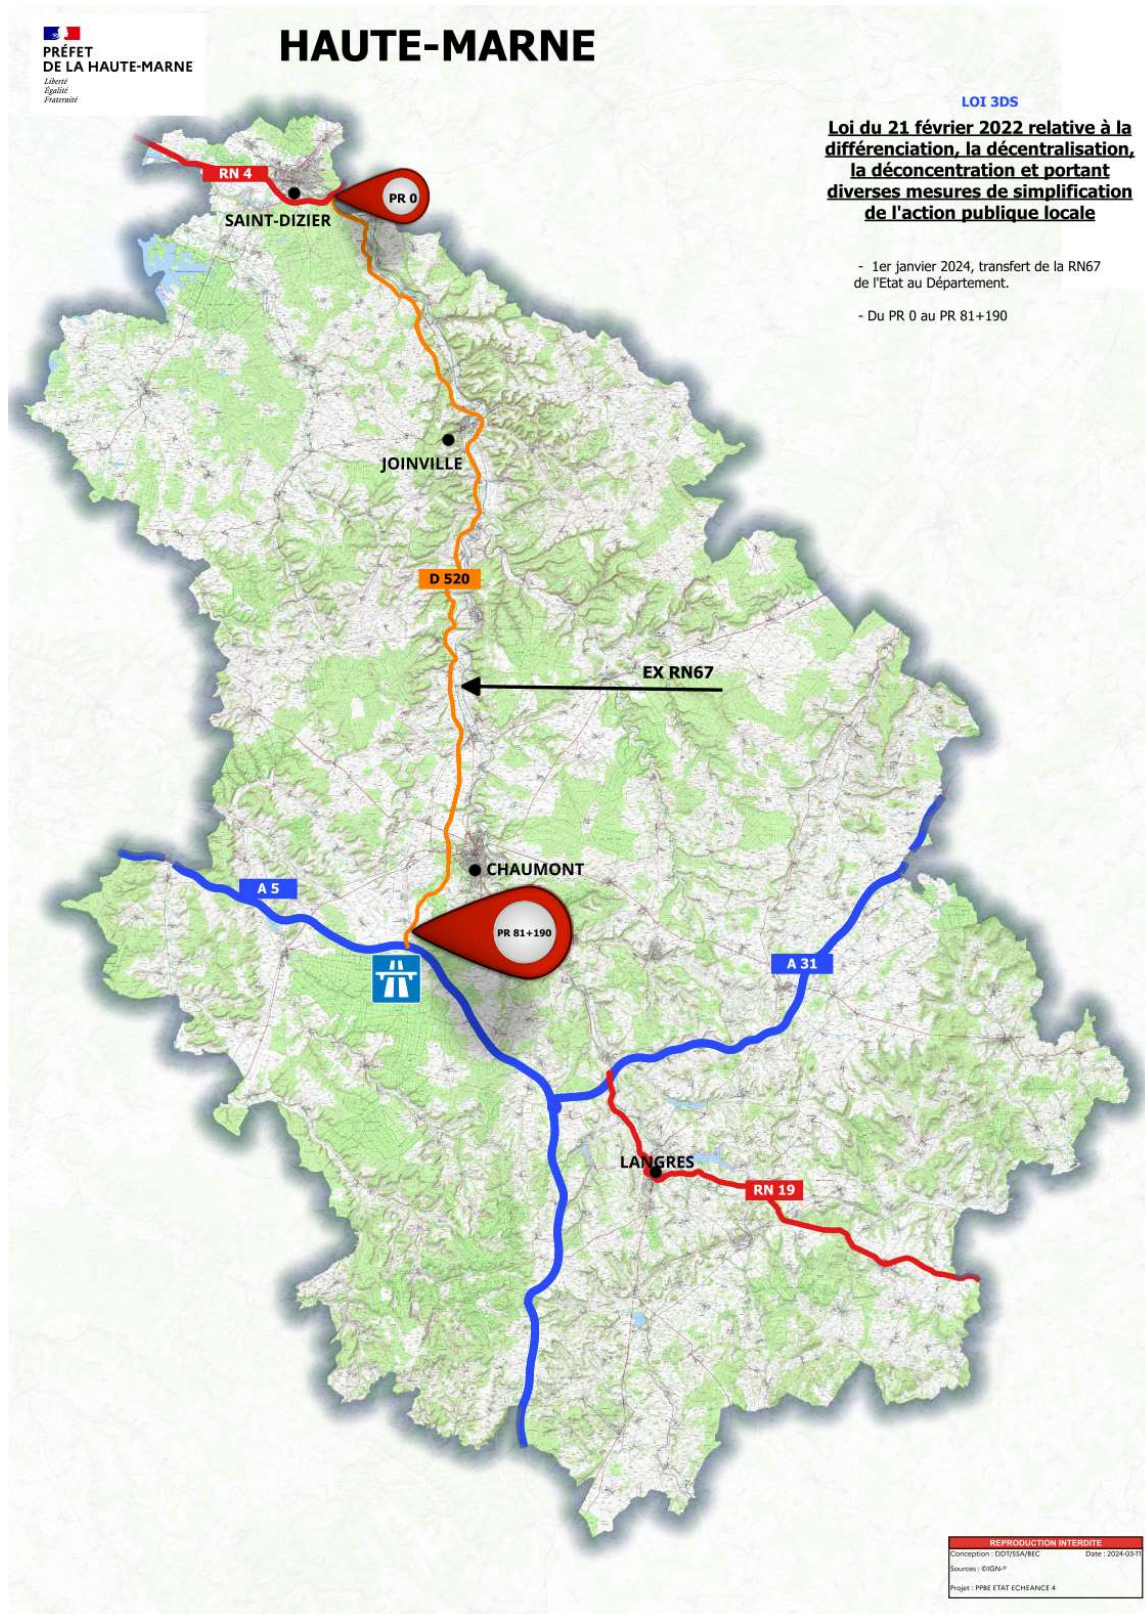 PRÉFET
DE LA HAUTE-MARNE
Liberté
Égalité
Fraternité
HAUTE-MARNE
LOI 3DS
Loi du 21 février 2022 relative à la
différenciation, la décentralisation,
la déconcentration et portant
diverses mesures de simplification
de l'action publique locale
- 1er janvier 2024, transfert de la RN67
de l'Etat au Département.
- Du PR 0 au PR 81+190
RN 4
PR 0
SAINT-DIZIER
JOINVILLE
D 520
EX RN67
CHAUMONT
A 5
PR 81+190
A 31
LANGRES
RN 19
REPRODUCTION INTERDITE
Conception : DDT/SSA/BEC Date : 2024-03-11
Sources : ©IGN-®
Projet : PPBE ETAT ECHEANCE 4